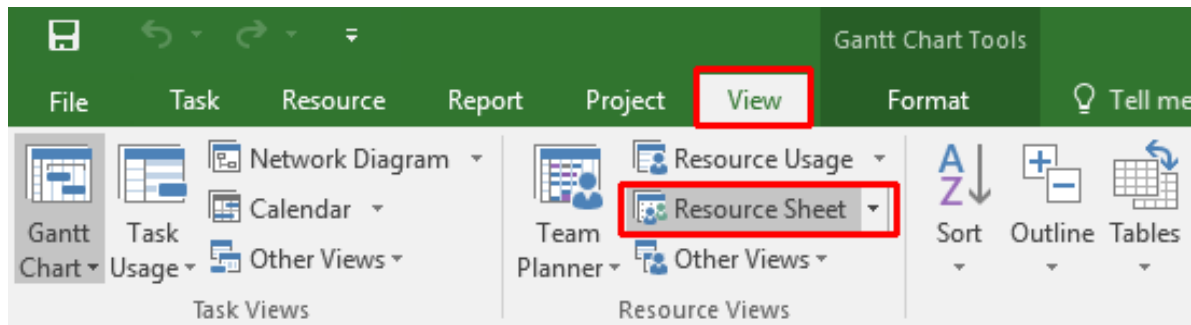 Gantt Chart Tools
File Task Resource Report Project View Format Tell me
Gantt Chart
Task Usage
Network Diagram
Calendar
Other Views
Task Views
Team Planner
Resource Usage
Resource Sheet
Other Views
Resource Views
A Z
Sort
Outline
Tables